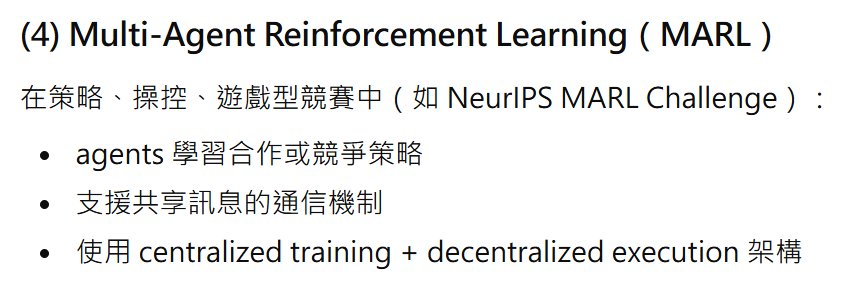 (4) Multi-Agent Reinforcement Learning（MARL）
在策略、操控、遊戲型競賽中（如 NeurIPS MARL Challenge）：
• agents 學習合作或競爭策略
• 支援共享訊息的通信機制
• 使用 centralized training + decentralized execution 架構